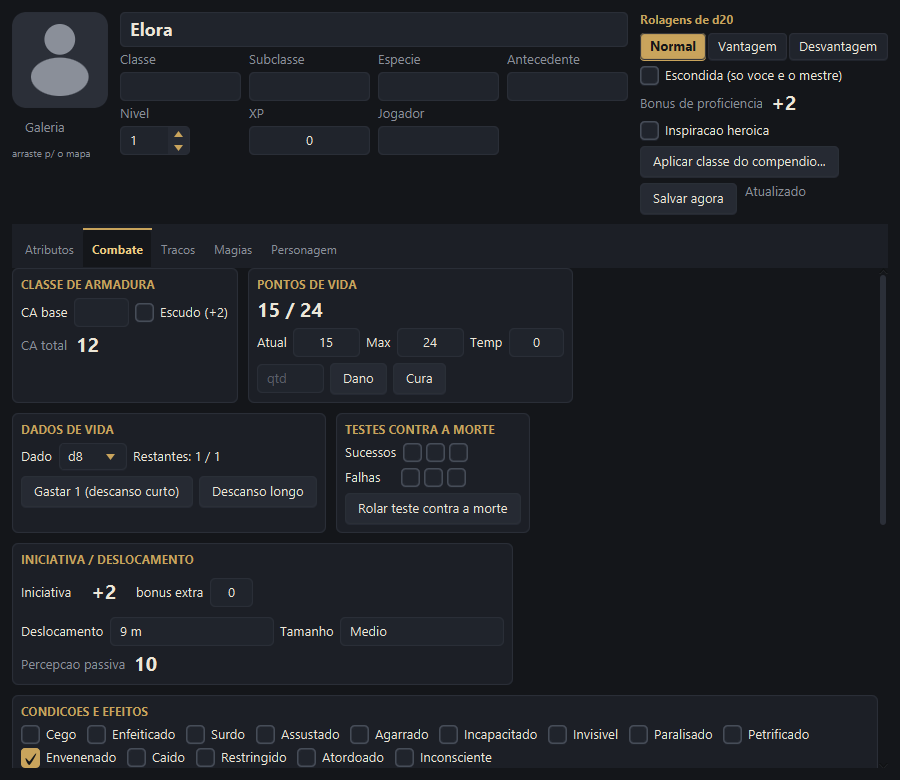 Elora
Classe Subclasse Especie Antecedente
Nivel XP Jogador
1 0
Galeria
arraste p/ o mapa
Rolagens de d20
Normal Vantagem Desvantagem
Escondida (so voce e o mestre)
Bonus de proficiencia +2
Inspiracao heroica
Aplicar classe do compendio...
Salvar agora Atualizado
Atributos Combate Tracos Magias Personagem
CLASSE DE ARMADURA
CA base Escudo (+2)
CA total 12
PONTOS DE VIDA
15 / 24
Atual 15 Max 24 Temp 0
qtd Dano Cura
DADOS DE VIDA
Dado d8 Restantes: 1 / 1
Gastar 1 (descanso curto) Descanso longo
TESTES CONTRA A MORTE
Sucessos
Falhas
Rolar teste contra a morte
INICIATIVA / DESLOCAMENTO
Iniciativa +2 bonus extra 0
Deslocamento 9 m Tamanho Medio
Percepcao passiva 10
CONDICOES E EFEITOS
Cego Enfeiticado Surdo Assustado Agarrado Incapacitado Invisivel Paralisado Petrificado
Envenenado Caido Restringido Atordoado Inconsciente